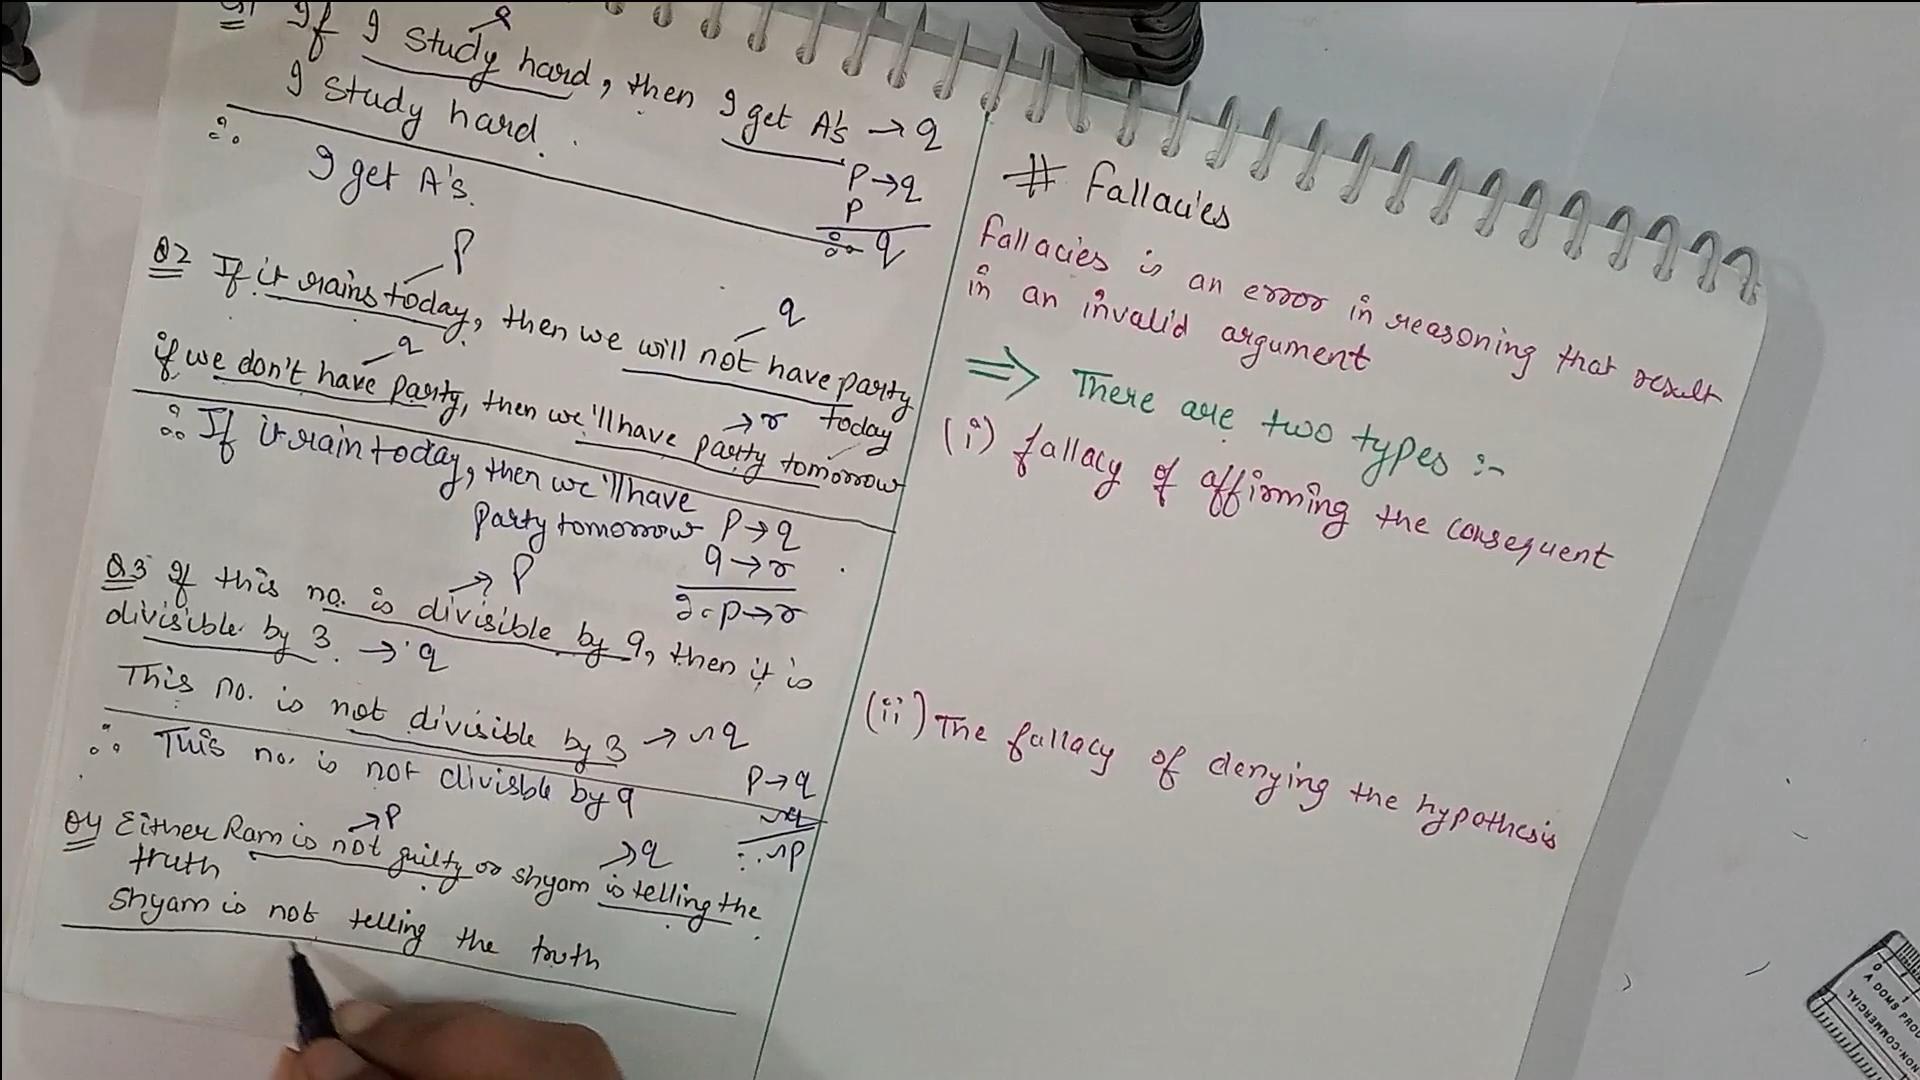 Q1 If I study hard, then I get A's → q
I study hard.
∴ I get A's.
p→q
p
∴ q
Q2 If it rains today, then we will not have party
today
p
q
if we don't have party, then we'll have party tomorrow
q
→ r
∴ If it rain today, then we'll have
party tomorrow
p→q
q→r
∴ p→r
Q3 If this no. is divisible by 9, then it is
→ p
divisible by 3. → q
This no. is not divisible by 3 → ~q
∴ This no. is not divisble by 9
p→q
~q
∴ ~p
Q4 Either Ram is not guilty or shyam is telling the
→p
→q
truth
Shyam is not telling the truth
# Fallacies
Fallacies is an error in reasoning that result
in an invalid argument
⇒ There are two types :-
(i) fallacy of affirming the consequent
(ii) The fallacy of denying the hypothesis
A DOMS PRO
NON-COMMERCIAL